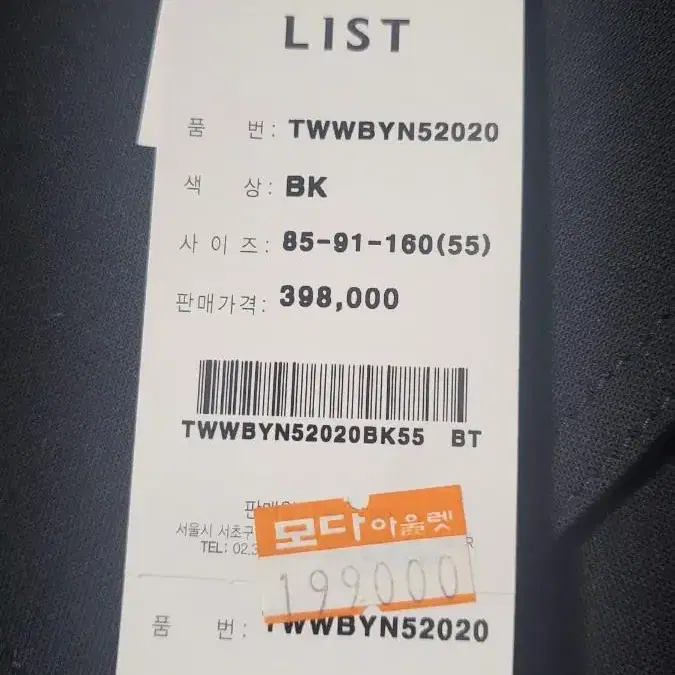 LIST
품 번: TWWBYN52020
색 상: BK
사 이 즈: 85-91-160(55)
판매가격: 398,000
TWWBYN52020BK55 BT
서울시 서초구
TEL: 02.3
모다아울렛
199000
품 번: TWWBYN52020